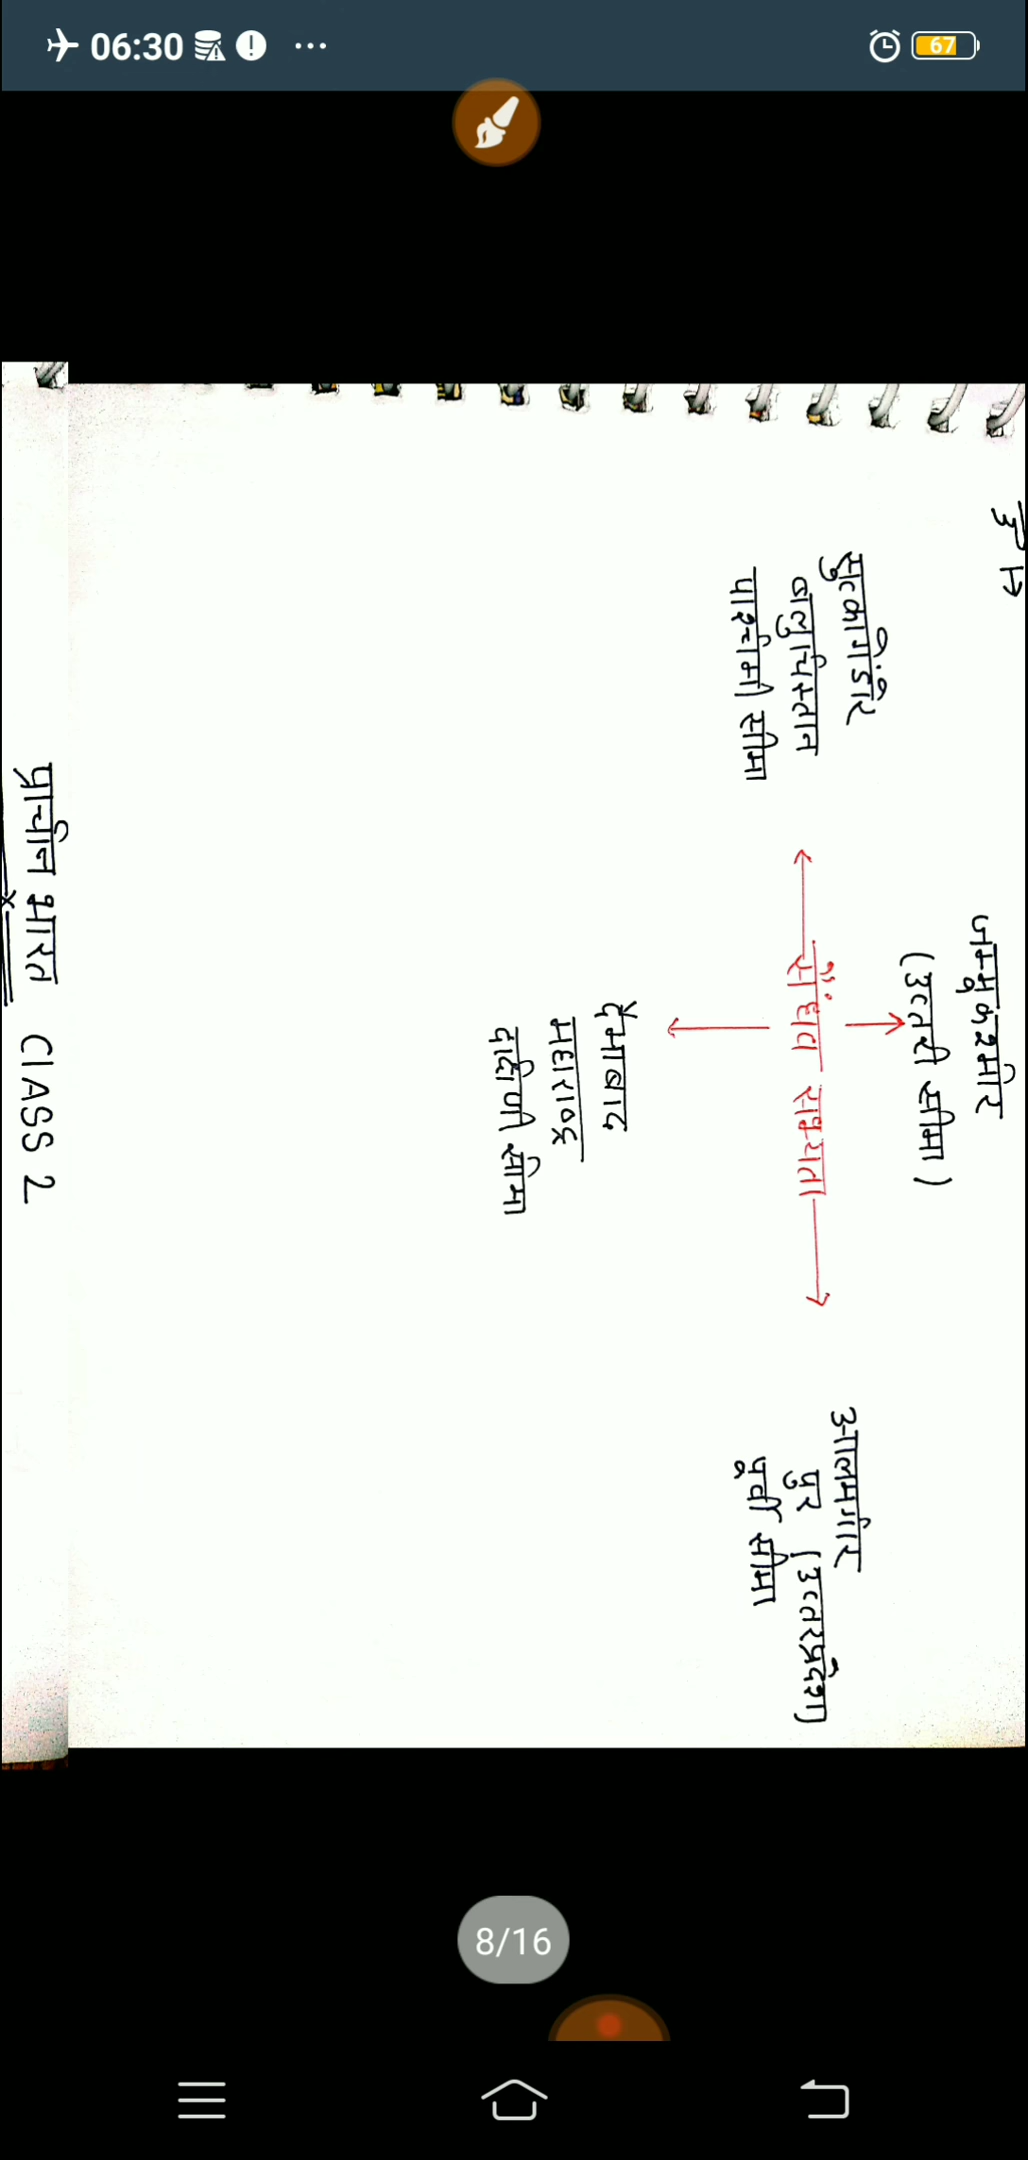 06:30
67
जम्मू कश्मीर
(उत्तरी सीमा)
सुत्कागेंडोर
बलुचिस्तान
पश्चिमी सीमा
सैंधव सभ्यता
आलमगीर
पुर (उत्तरप्रदेश)
पूर्वी सीमा
दैमाबाद
महाराष्ट्र
दक्षिणी सीमा
प्राचीन भारत CLASS 2
8/16